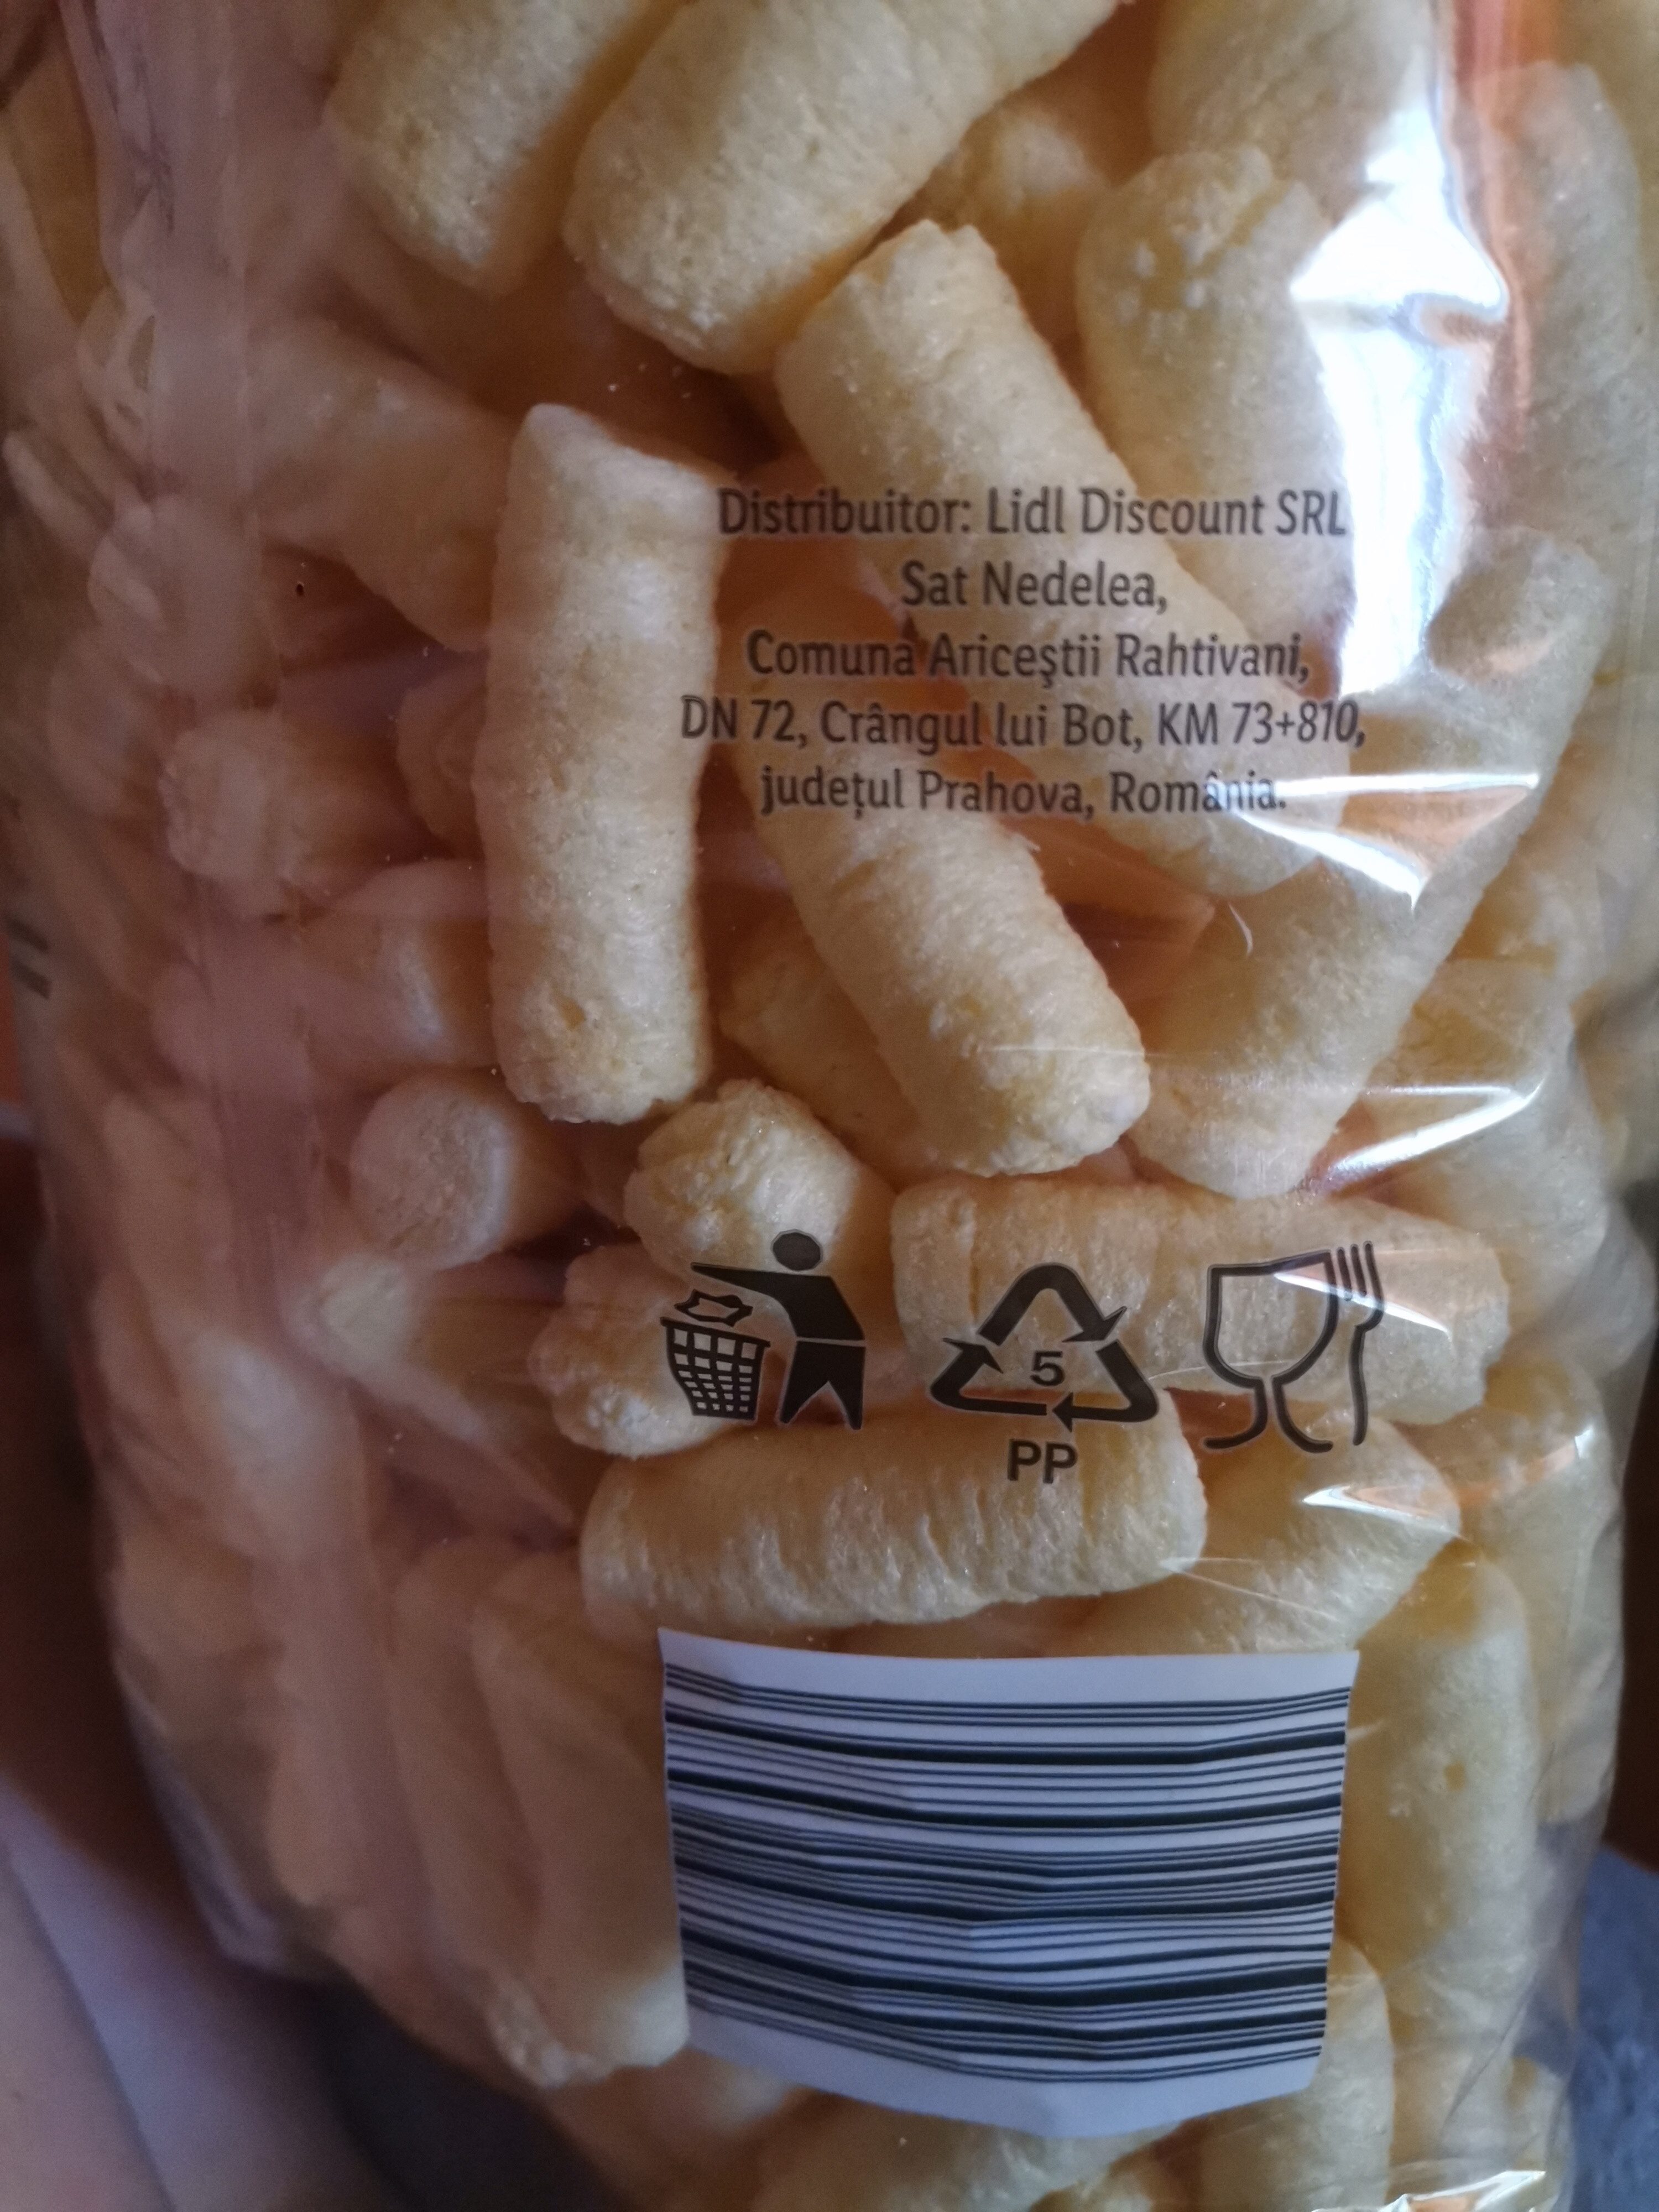 Distribuitor: Lidl Discount SRL
Sat Nedelea,
Comuna Ariceştii Rahtivani,
DN 72, Crângul lui Bot, KM 73+810,
județul Prahova, România.
5
PP